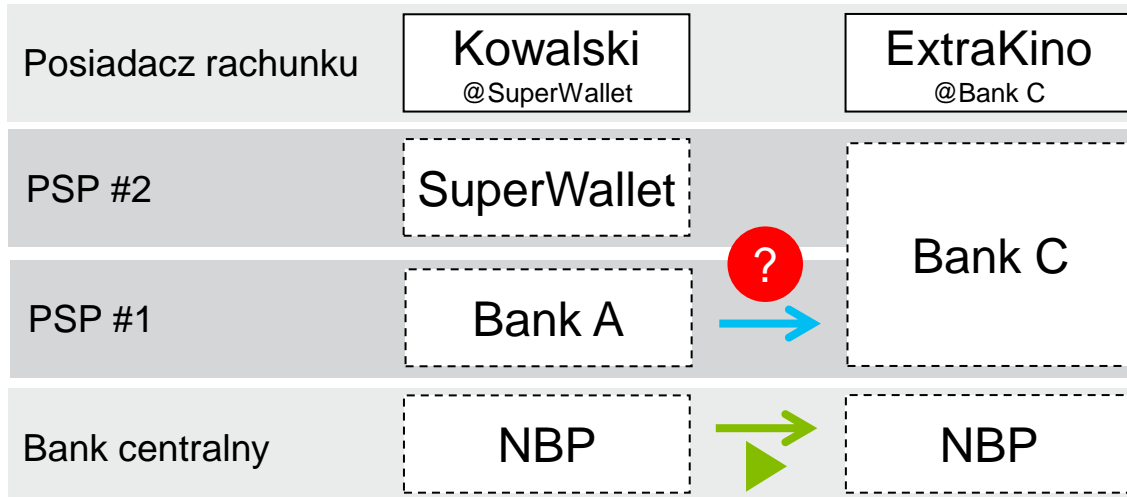 Posiadacz rachunku
Kowalski
@SuperWallet
ExtraKino
@Bank C
PSP #2
SuperWallet
Bank C
?
PSP #1
Bank A
Bank centralny
NBP
NBP